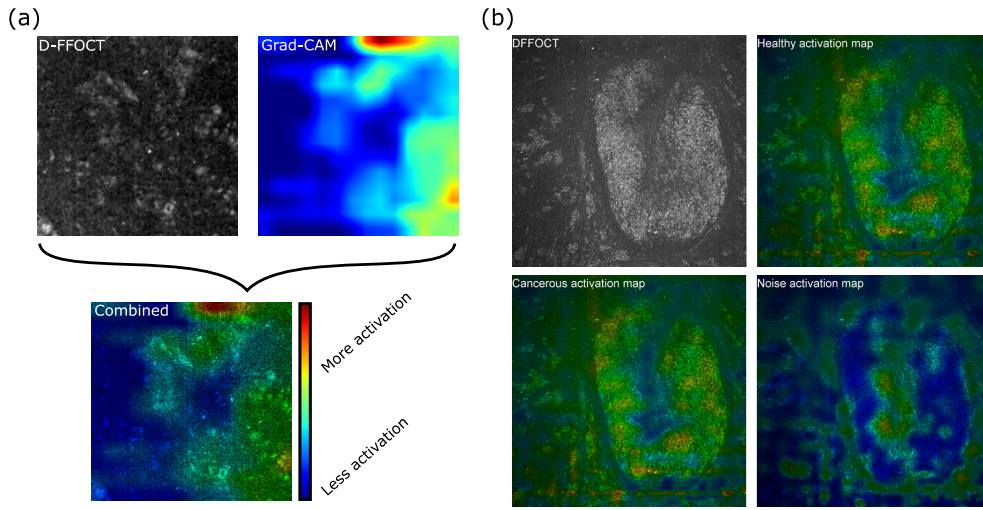 (a)
D-FFOCT
Grad-CAM
Combined
More activation
Less activation
(b)
DFFOCT
Healthy activation map
Cancerous activation map
Noise activation map